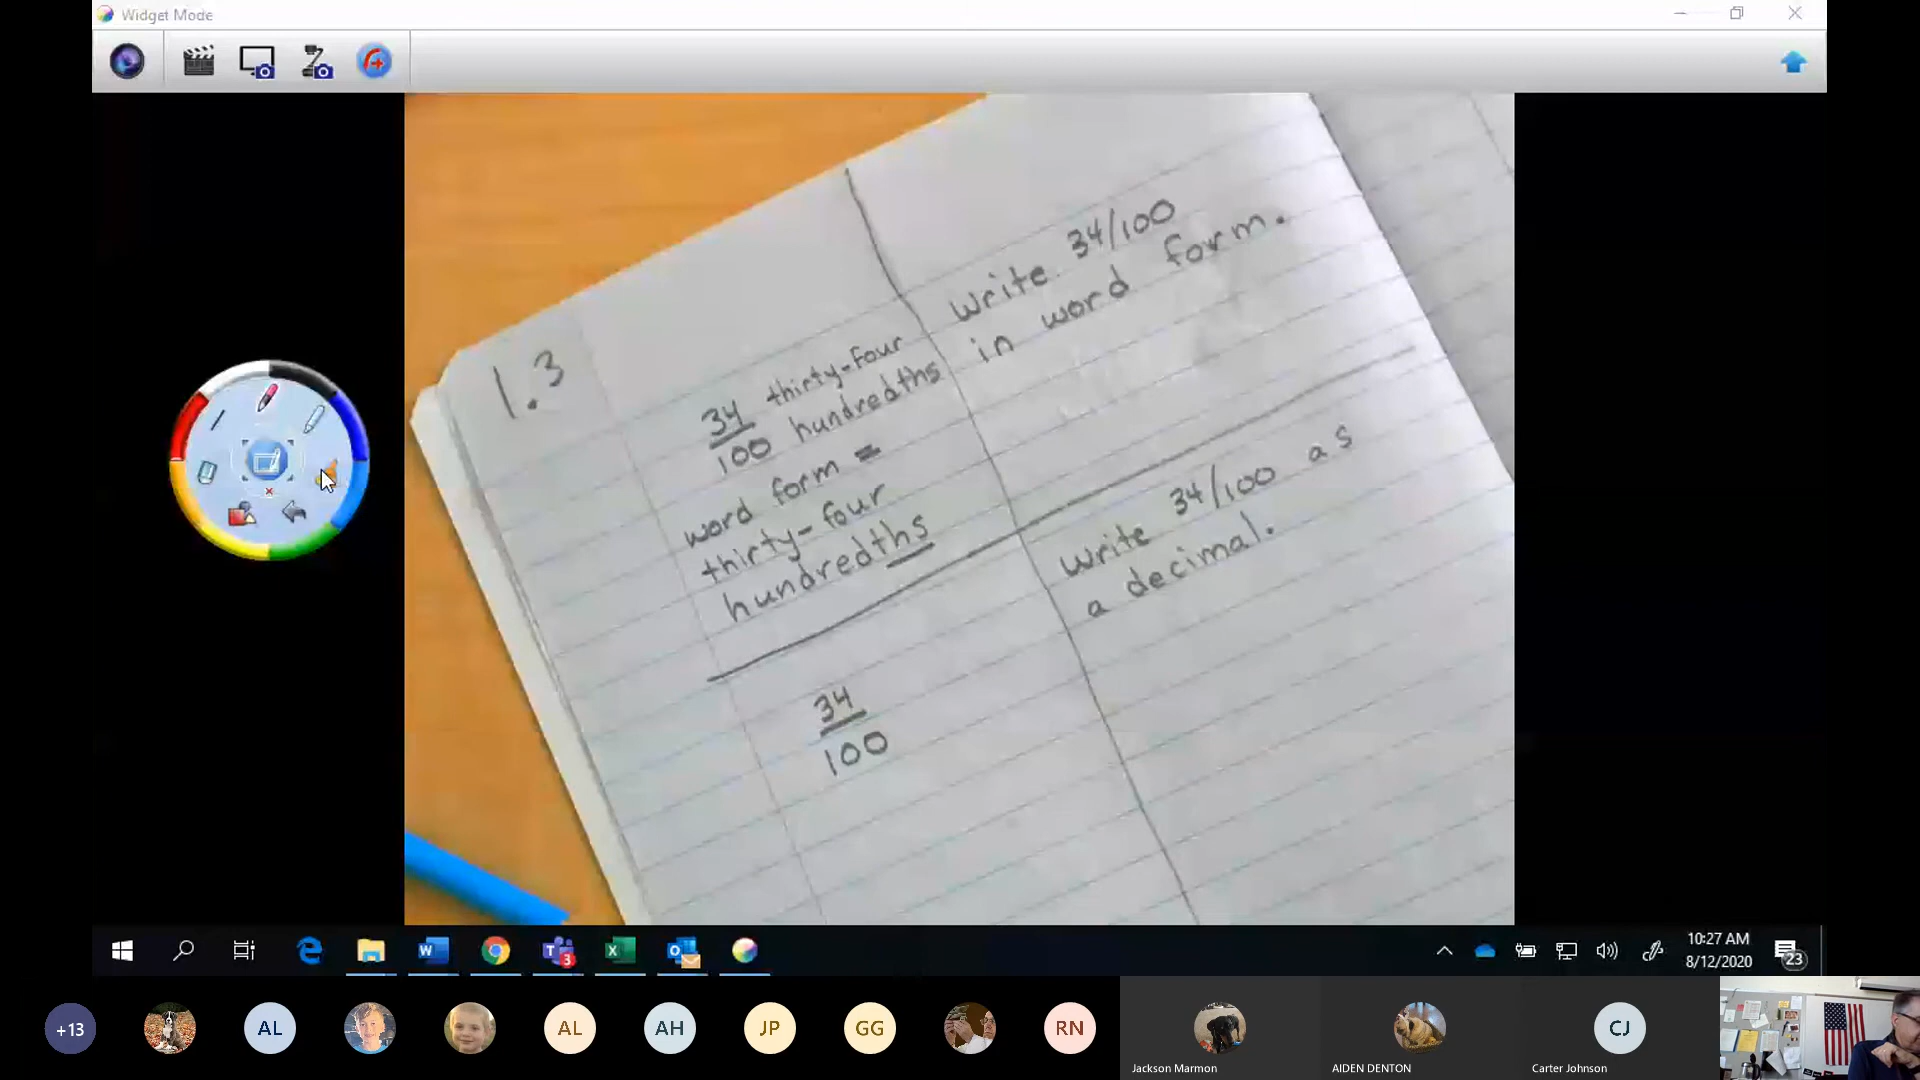 Widget Mode
1.3
34 thirty-four
100 hundredths
word form =
thirty-four
hundredths
Write 34/100
in word form.
34
100
Write 34/100 as
a decimal.
3
10:27 AM
8/12/2020
23
+13
AL
AL
AH
JP
GG
RN
Jackson Marmon
AIDEN DENTON
CJ
Carter Johnson